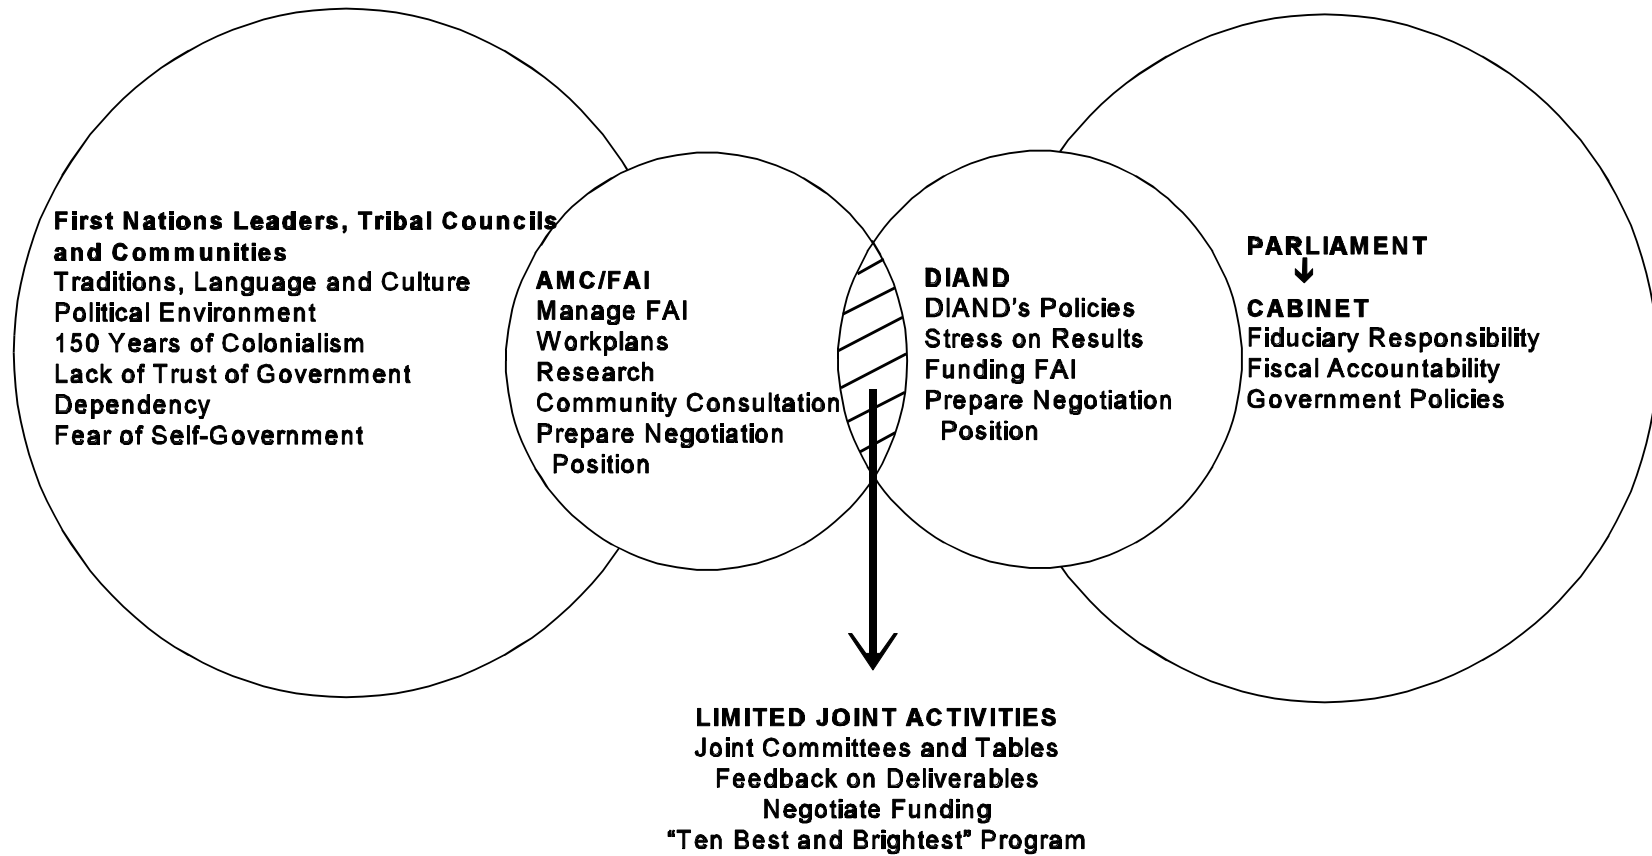 First Nations Leaders, Tribal Councils
and Communities
Traditions, Language and Culture
Political Environment
150 Years of Colonialism
Lack of Trust of Government
Dependency
Fear of Self-Government
AMC/FAI
Manage FAI
Workplans
Research
Community Consultation
Prepare Negotiation
Position
DIAND
DIAND's Policies
Stress on Results
Funding FAI
Prepare Negotiation
Position
PARLIAMENT
CABINET
Fiduciary Responsibility
Fiscal Accountability
Government Policies
LIMITED JOINT ACTIVITIES
Joint Committees and Tables
Feedback on Deliverables
Negotiate Funding
“Ten Best and Brightest” Program